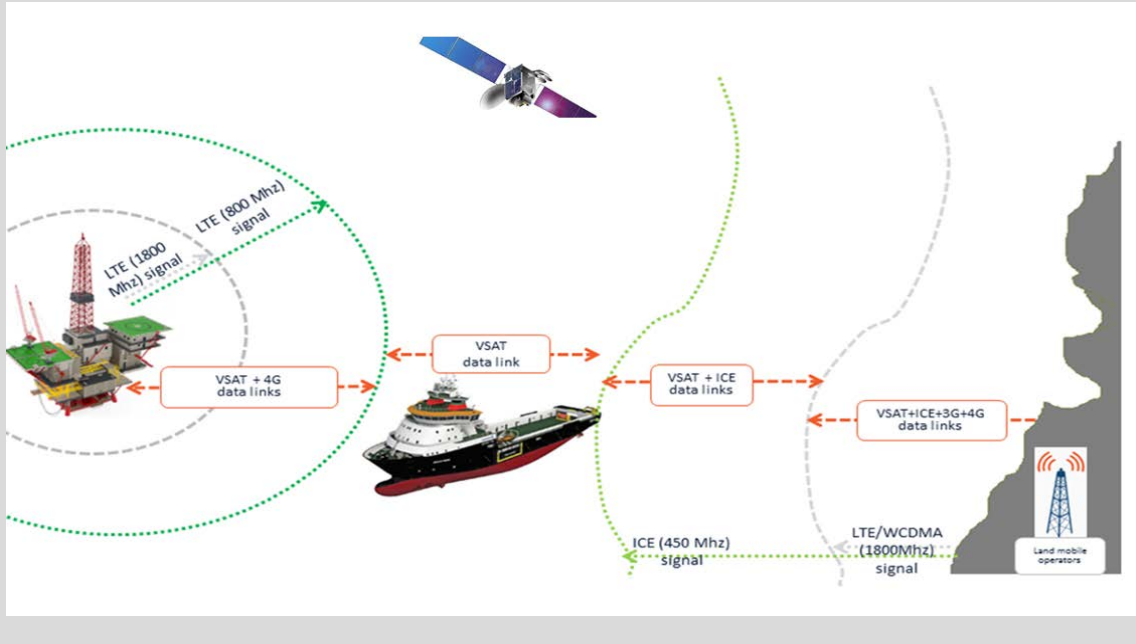 LTE (800 Mhz)
signal
LTE (1800
Mhz) signal
VSAT
data link
VSAT + 4G
data links
VSAT + ICE
data links
VSAT+ICE+3G+4G
data links
ICE (450 Mhz)
signal
LTE/WCDMA
(1800Mhz)
signal
Land mobile
operators